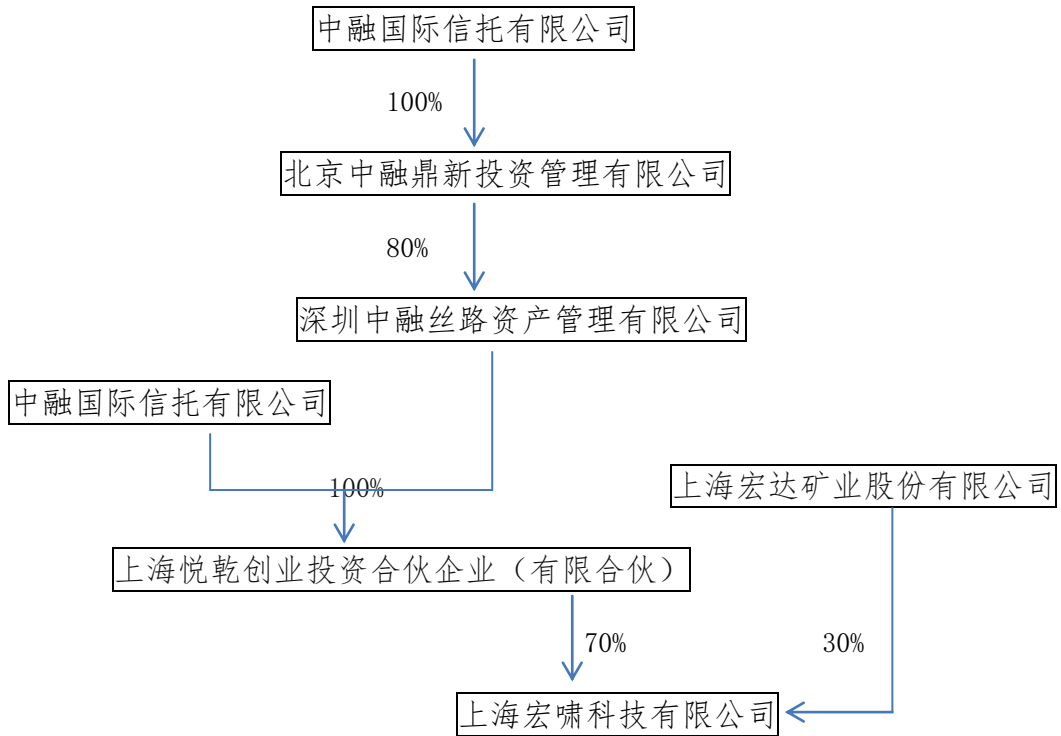 中融国际信托有限公司
100%
北京中融鼎新投资管理有限公司
80%
深圳中融丝路资产管理有限公司
中融国际信托有限公司
100%
上海宏达矿业股份有限公司
上海悦乾创业投资合伙企业（有限合伙）
70%
30%
上海宏啸科技有限公司